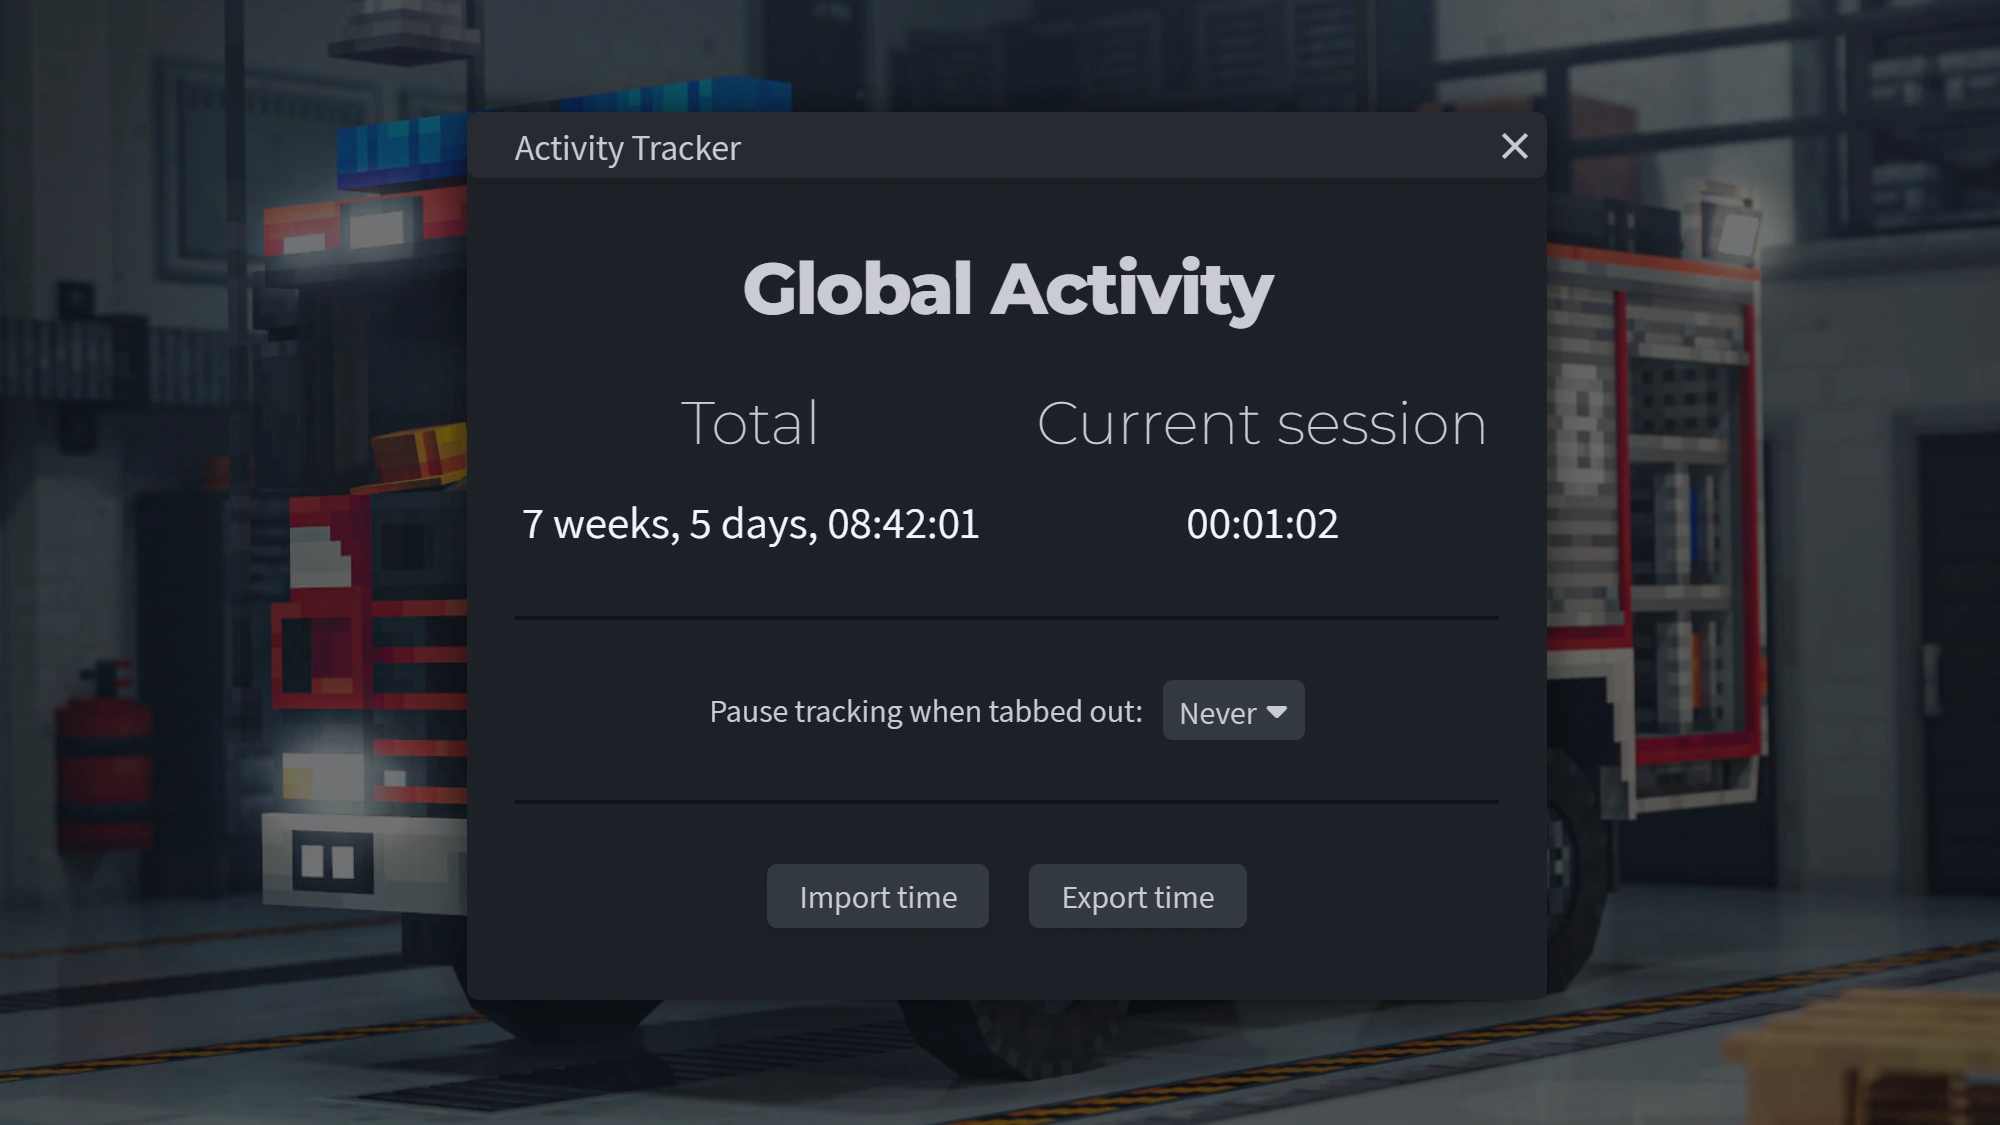 Activity Tracker
Global Activity
Total
Current session
7 weeks, 5 days, 08:42:01
00:01:02
Pause tracking when tabbed out:
Never
Import time
Export time